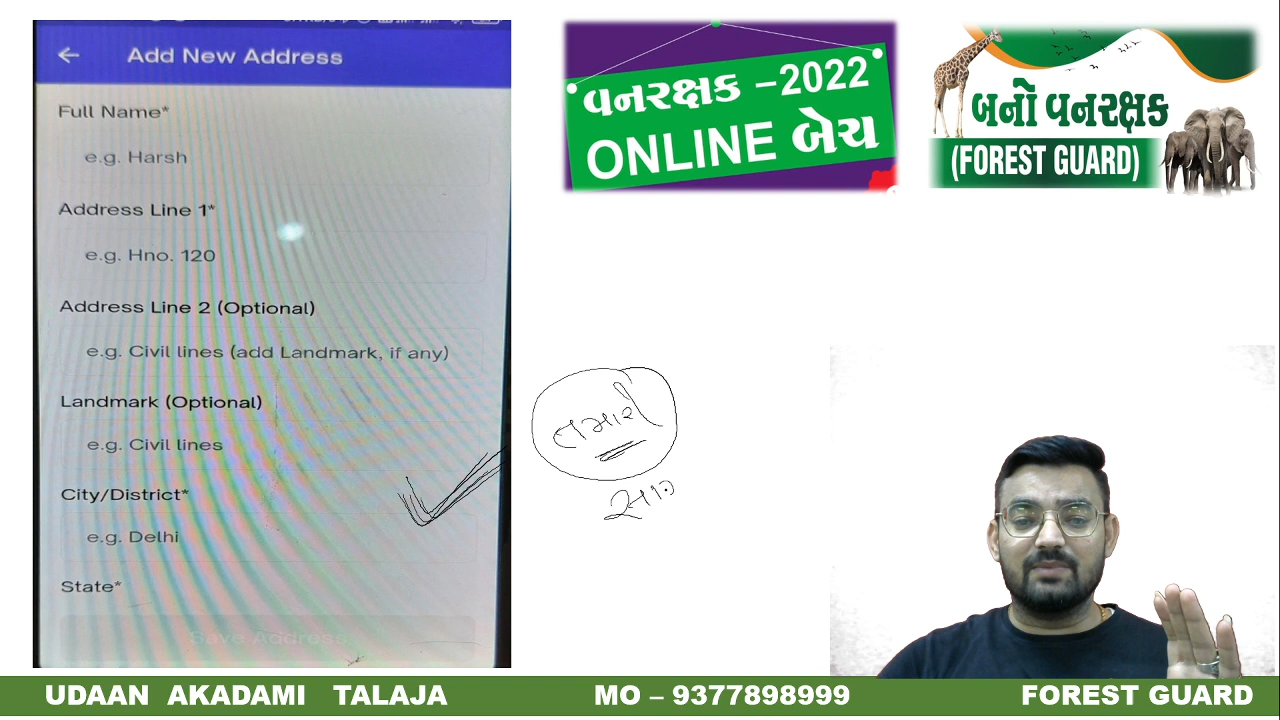 Add New Address
Full Name*
e.g. Harsh
Address Line 1*
e.g. Hno. 120
Address Line 2 (Optional)
e.g. Civil lines (add Landmark, if any)
Landmark (Optional)
e.g. Civil lines
City/District*
e.g. Delhi
State*
Save Address
વનરક્ષક –2022
ONLINE બેચ
બનો વનરક્ષક
(FOREST GUARD)
UDAAN AKADAMI TALAJA
MO – 9377898999
FOREST GUARD